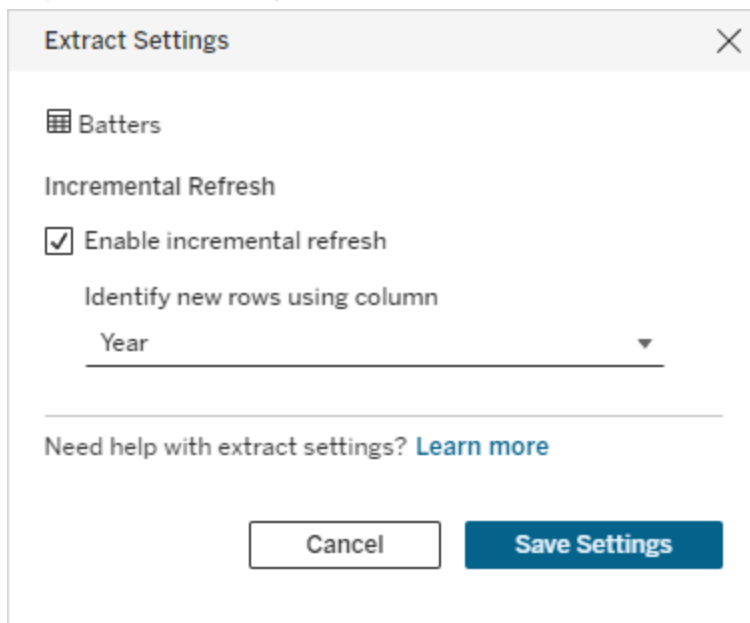 Extract Settings
Batters
Incremental Refresh
Enable incremental refresh
Identify new rows using column
Year
Need help with extract settings? Learn more
Cancel Save Settings